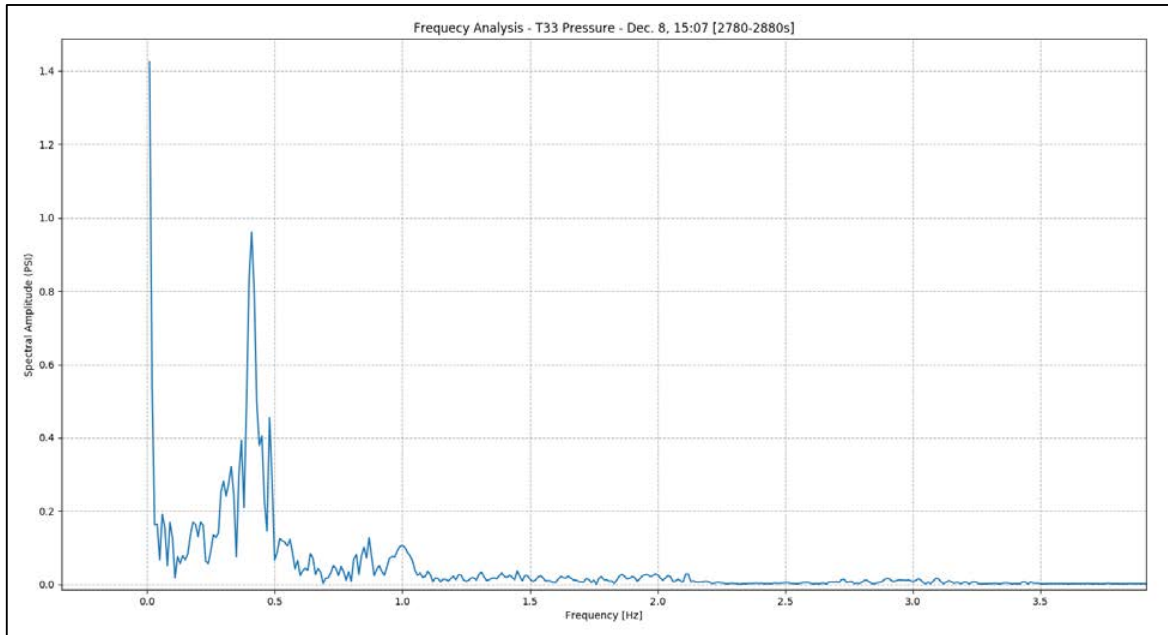 Frequecy Analysis - T33 Pressure - Dec. 8, 15:07 [2780-2880s]
1.4
1.2
1.0
0.8
0.6
0.4
0.2
0.0
Spectral Amplitude (PSI)
0.0 0.5 1.0 1.5 2.0 2.5 3.0 3.5
Frequency [Hz]